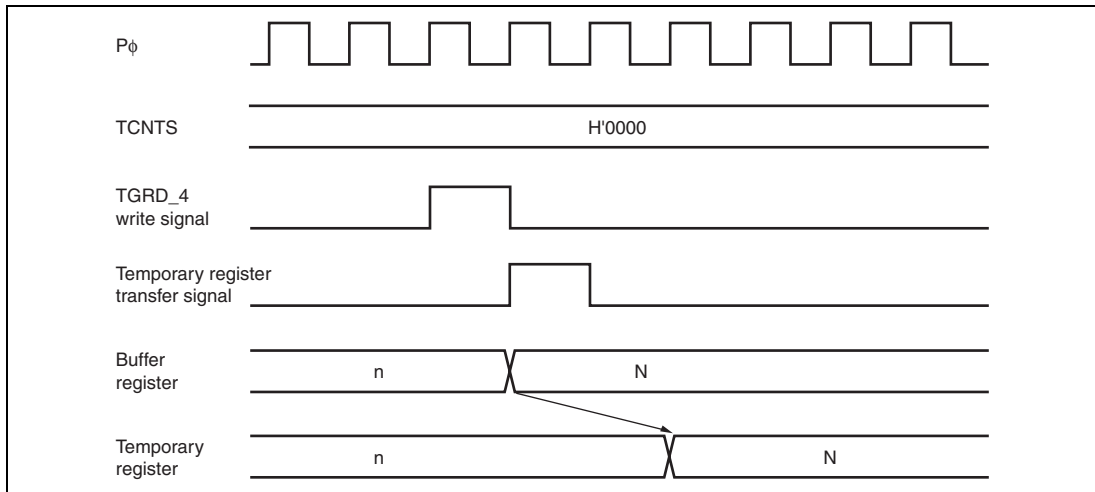 Pϕ
TCNTS
H'0000
TGRD_4
write signal
Temporary register
transfer signal
Buffer
register
n
N
Temporary
register
n
N